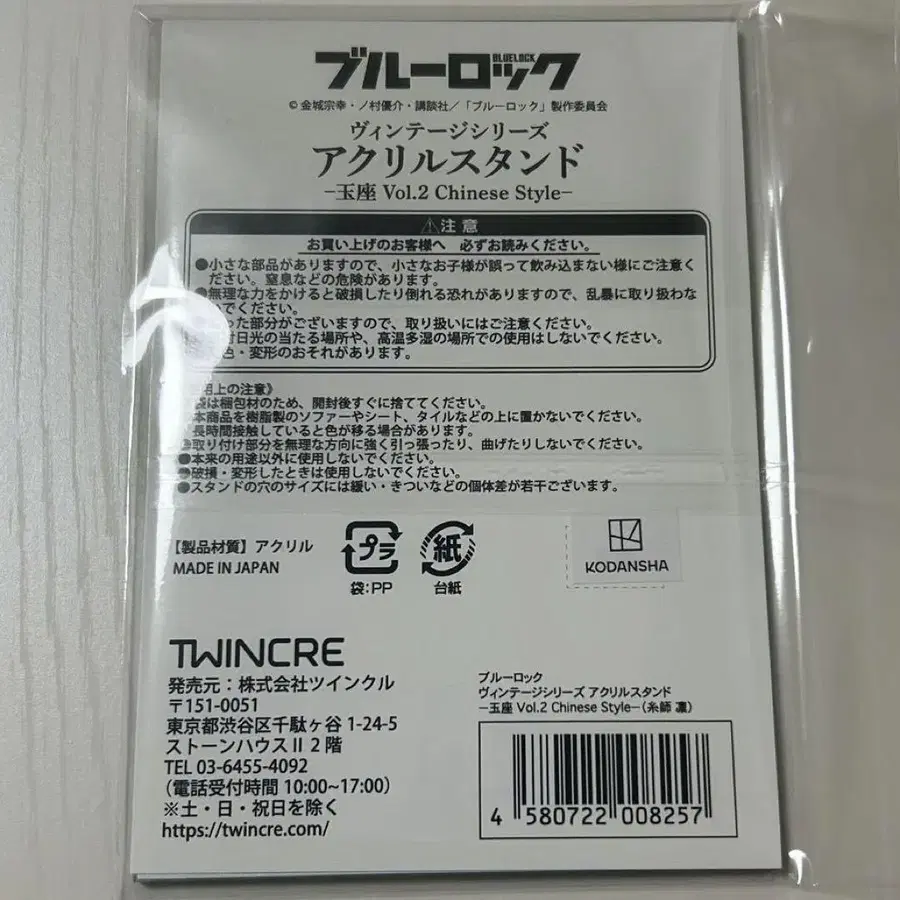 ブルーロック
BLUELOCK
© 金城宗幸・ノ村優介・講談社／「ブルーロック」製作委員会
ヴィンテージシリーズ
アクリルスタンド
−玉座 Vol.2 Chinese Style−
⚠注意
お買い上げのお客様へ 必ずお読みください。
●小さな部品がありますので、小さなお子様が誤って飲み込まない様にご注意く
ださい。窒息などの危険があります。
●無理な力をかけると破損したり倒れる恐れがありますので、乱暴に取り扱わな
いでください。
った部分がございますので、取り扱いにはご注意ください。
日光の当たる場所や、高温多湿の場所での使用はしないでください。
色・変形のおそれがあります。
用上の注意》
袋は梱包材のため、開封後すぐに捨ててください。
本商品を樹脂製のソファーやシート、タイルなどの上に置かないでください。
長時間接触していると色が移る場合があります。
●取り付け部分を無理な方向に強く引っ張ったり、曲げたりしないでください。
●本来の用途以外に使用しないでください。
●破損・変形したときは使用しないでください。
●スタンドの穴のサイズには緩い・きついなどの個体差が若干ございます。
【製品材質】アクリル
MADE IN JAPAN
プラ
袋:PP
紙
台紙
KODANSHA
TWINCRE
発売元：株式会社ツインクル
〒151-0051
東京都渋谷区千駄ヶ谷 1-24-5
ストーンハウスⅡ 2 階
TEL 03-6455-4092
（電話受付時間 10:00~17:00）
※土・日・祝日を除く
https://twincre.com/
ブルーロック
ヴィンテージシリーズ アクリルスタンド
−玉座 Vol.2 Chinese Style−（糸師 凛）
4 580722 008257